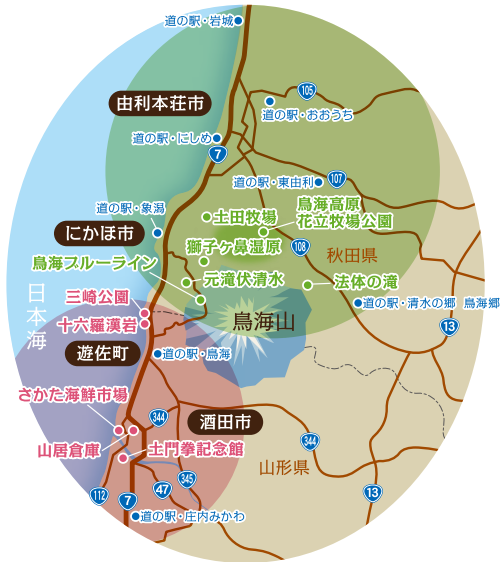 道の駅・岩城
105
由利本荘市
道の駅・おおうち
道の駅・にしめ
7
107
道の駅・東由利
鳥海高原
花立牧場公園
道の駅・象潟
土田牧場
にかほ市
獅子ヶ鼻湿原
108
秋田県
鳥海ブルーライン
元滝伏清水
法体の滝
日本海
三崎公園
道の駅・清水の郷 鳥海郷
十六羅漢岩
鳥海山
13
遊佐町
道の駅・鳥海
さかた海鮮市場
344
酒田市
山居倉庫
土門拳記念館
344
山形県
345
112
7
47
13
道の駅・庄内みかわ